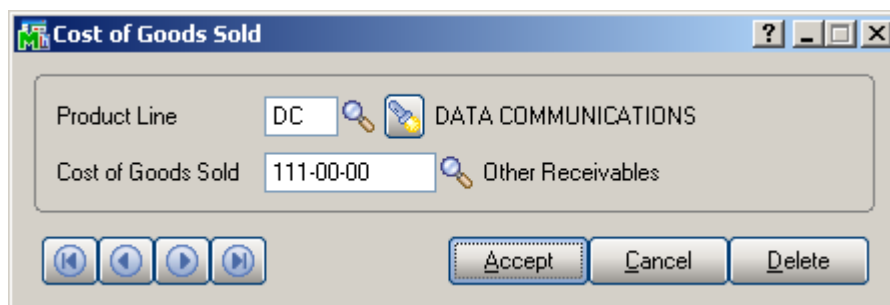 Cost of Goods Sold ?
Product Line DC DATA COMMUNICATIONS
Cost of Goods Sold 111-00-00 Other Receivables
Accept Cancel Delete